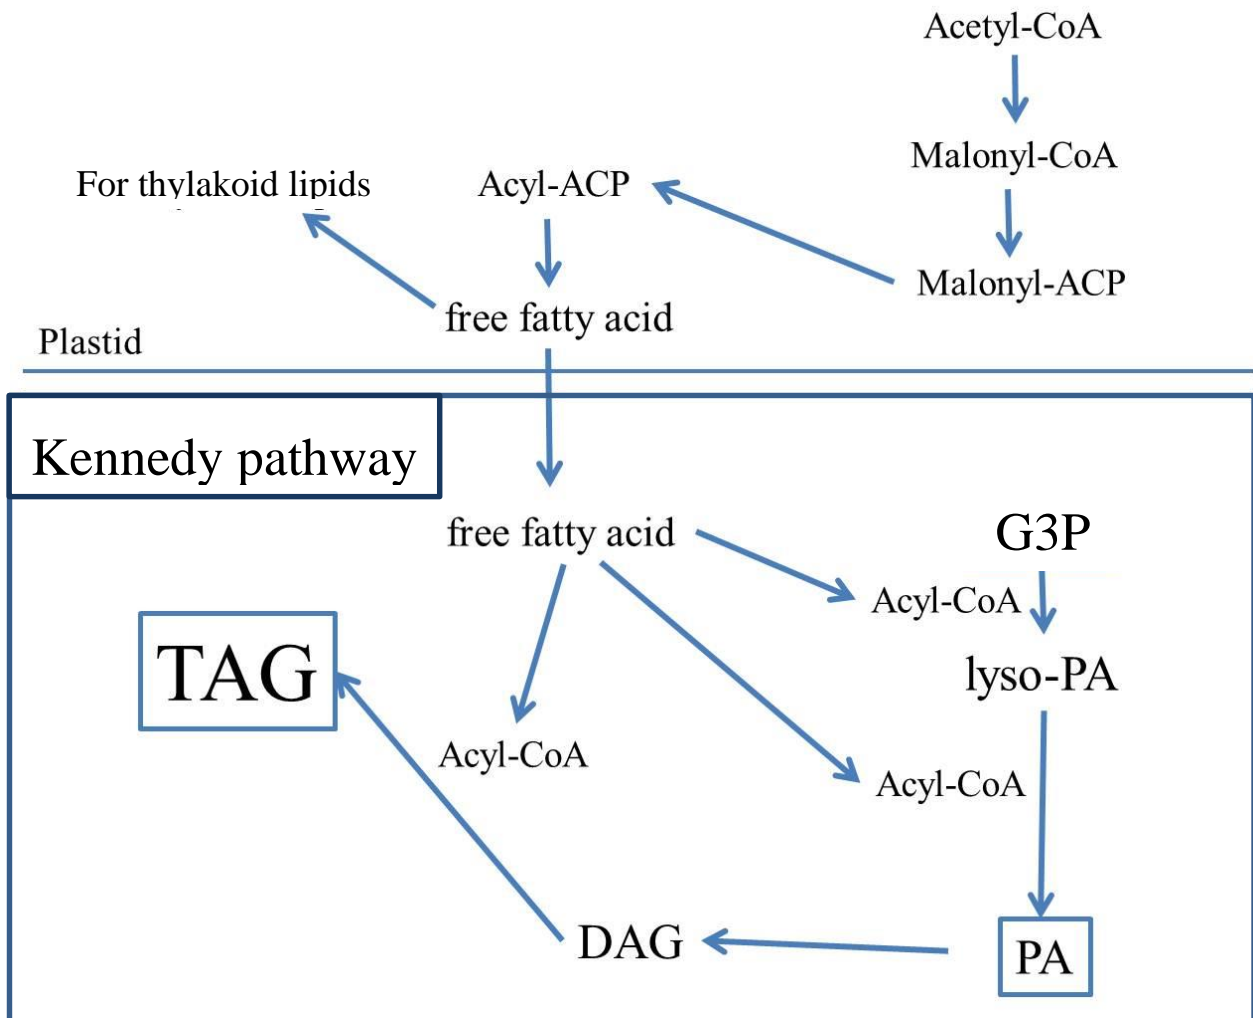 Acetyl-CoA
Malonyl-CoA
For thylakoid lipids
Acyl-ACP
Malonyl-ACP
free fatty acid
Plastid
Kennedy pathway
free fatty acid
G3P
Acyl-CoA
TAG
lyso-PA
Acyl-CoA
Acyl-CoA
DAG
PA